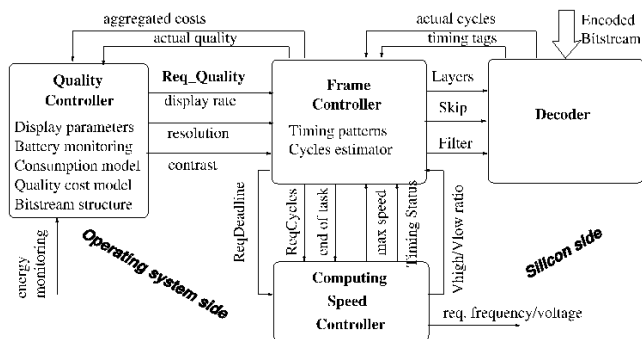 aggregated costs
actual quality
actual cycles
timing tags
Encoded
Bitstream
Quality
Controller
Display parameters
Battery monitoring
Consumption model
Quality cost model
Bitstream structure
Req_Quality
display rate
resolution
contrast
Frame
Controller
Timing patterns
Cycles estimator
Layers
Skip
Filter
Decoder
ReqDeadline
ReqCycles
end of task
max speed
Timing Status
Vhigh/Vlow ratio
energy
monitoring
Operating system side
Silicon side
Computing
Speed
Controller
req. frequency/voltage